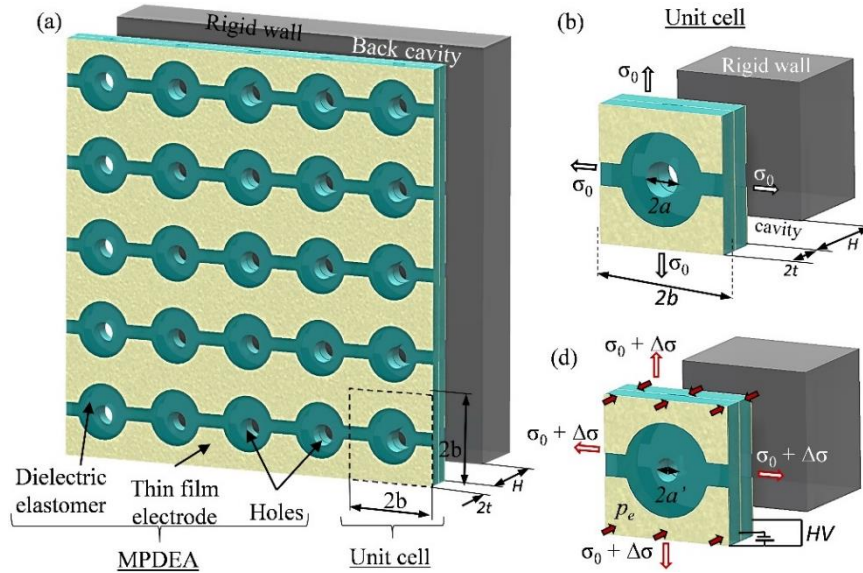 (a)
Rigid wall
Back cavity
2b
2b
H
2t
Dielectric
elastomer
Thin film
electrode
Holes
MPDEA
Unit cell
(b)
Unit cell
Rigid wall
σ0
σ0
σ0
σ0
2a
cavity
H
2t
2b
(d)
σ0 + Δσ
σ0 + Δσ
σ0 + Δσ
2a'
pe
HV
σ0 + Δσ